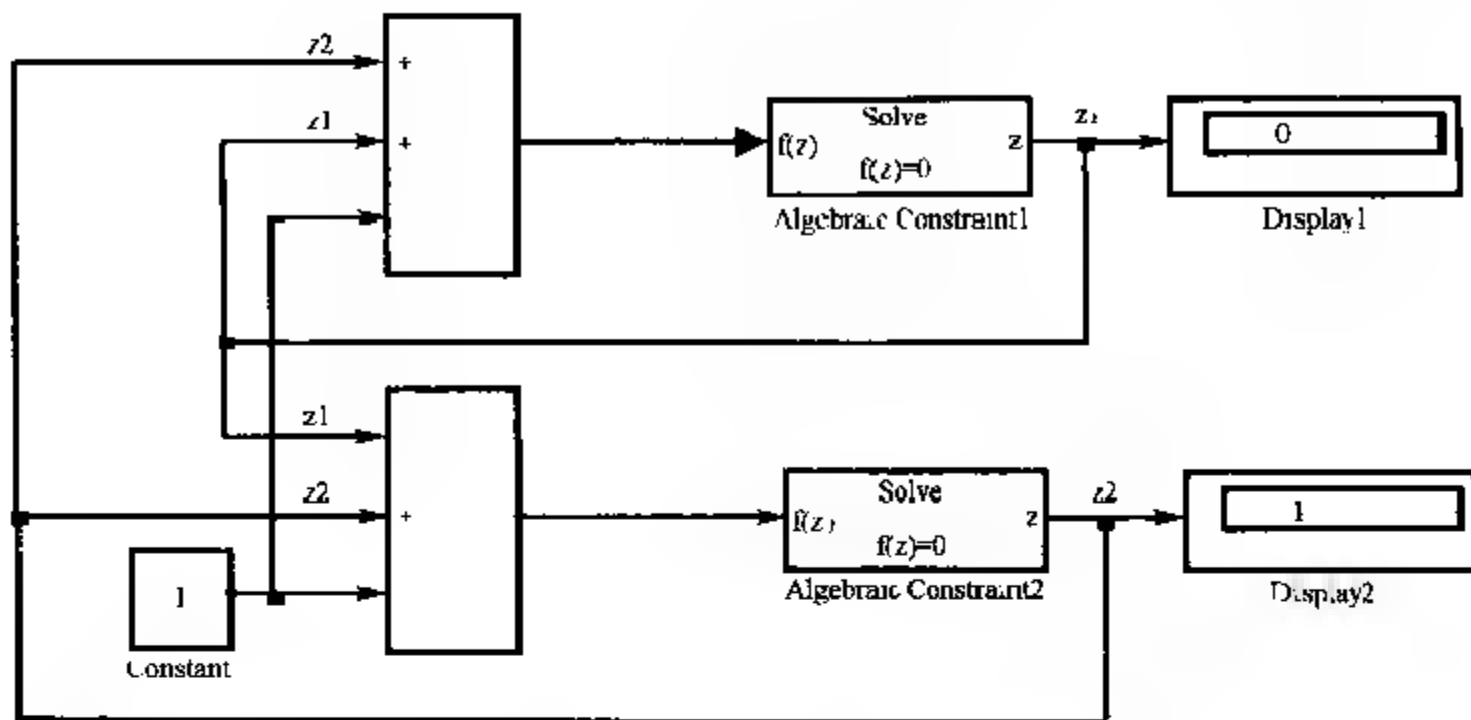 z2
+
z1
+
Solve
f(z)
z
f(z)=0
Algebraic Constraint1
z1
0
Display1
z1
z2
+
1
Constant
Solve
f(z)
z
f(z)=0
Algebraic Constraint2
z2
1
Display2